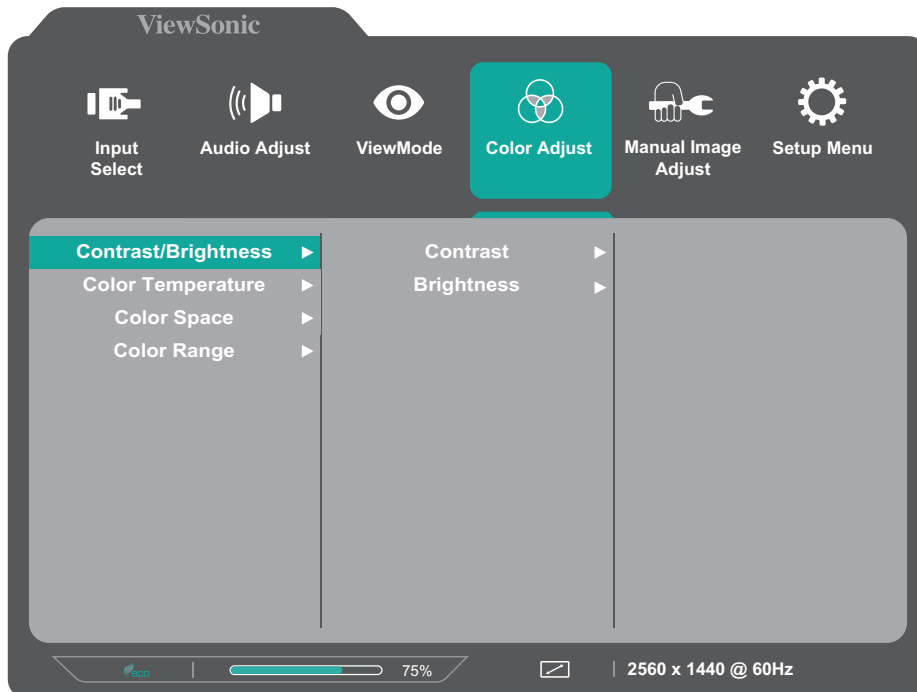 ViewSonic
Input
Select
Audio Adjust
ViewMode
Color Adjust
Manual Image
Adjust
Setup Menu
Contrast/Brightness
Color Temperature
Color Space
Color Range
Contrast
Brightness
eco
75%
2560 x 1440 @ 60Hz